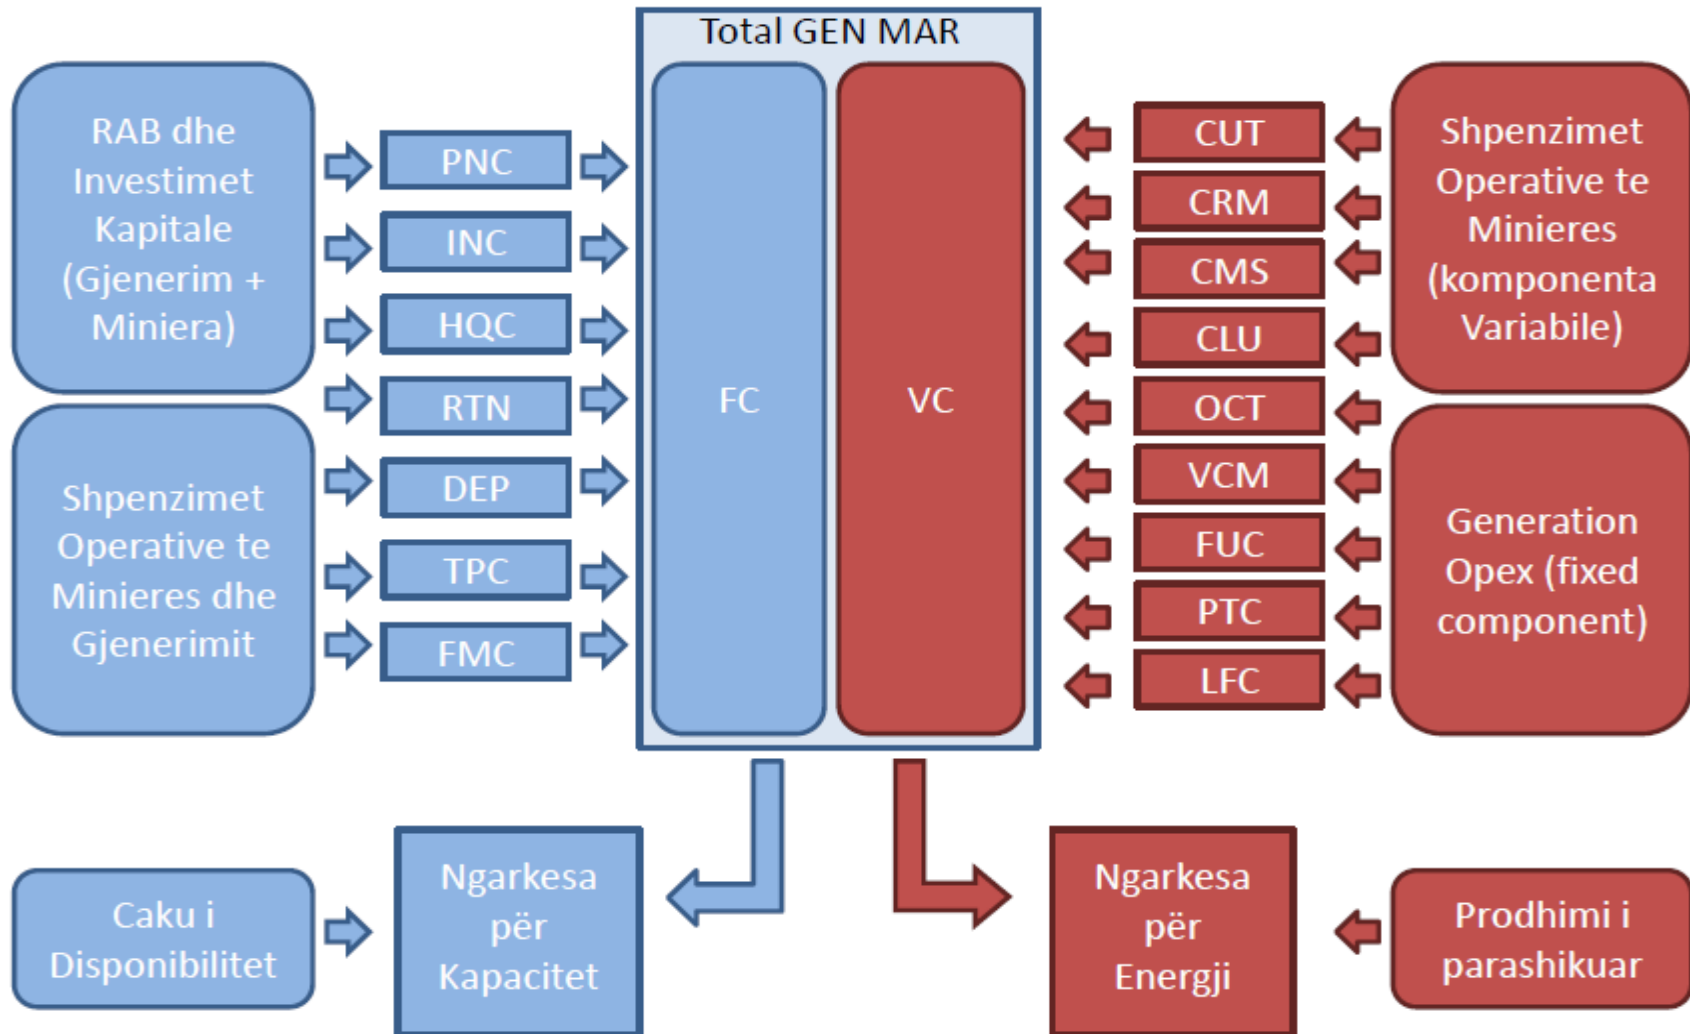 Total GEN MAR
RAB dhe
Investimet
Kapitale
(Gjenerim +
Miniera)
Shpenzimet
Operative te
Minieres dhe
Gjenerimit
PNC
INC
HQC
RTN
DEP
TPC
FMC
FC
VC
CUT
CRM
CMS
CLU
OCT
VCM
FUC
PTC
LFC
Shpenzimet
Operative te
Minieres
(komponenta
Variabile)
Generation
Opex (fixed
component)
Caku i
Disponibilitet
Ngarkesa
për
Kapacitet
Ngarkesa
për
Energji
Prodhimi i
parashikuar